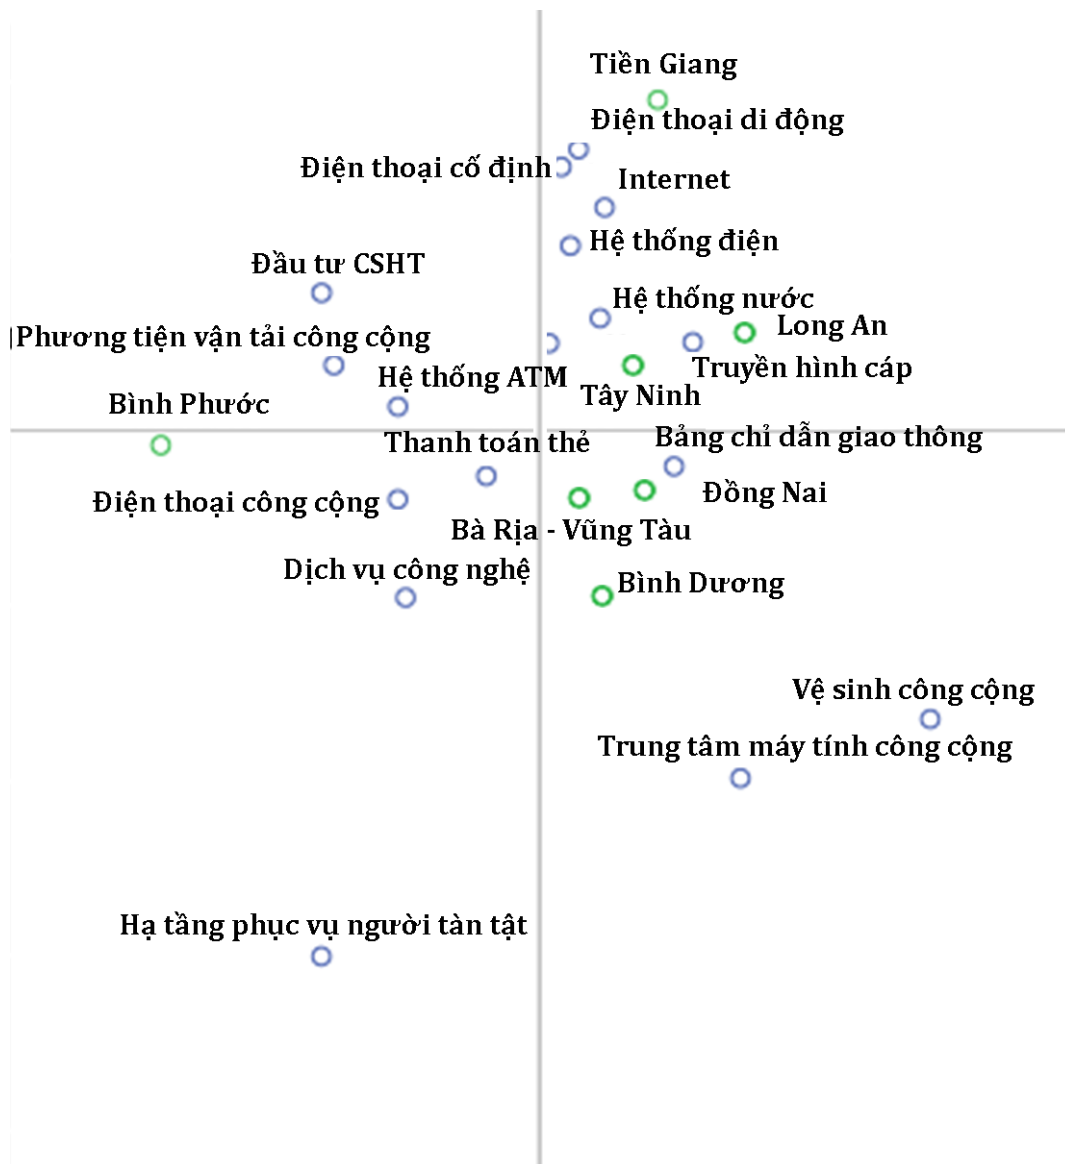 Tiền Giang
Điện thoại di động
Điện thoại cố định
Internet
Hệ thống điện
Đầu tư CSHT
Hệ thống nước
Long An
Phương tiện vận tải công cộng
Truyền hình cáp
Hệ thống ATM
Tây Ninh
Bình Phước
Thanh toán thẻ
Bảng chỉ dẫn giao thông
Điện thoại công cộng
Đồng Nai
Bà Rịa - Vũng Tàu
Dịch vụ công nghệ
Bình Dương
Vệ sinh công cộng
Trung tâm máy tính công cộng
Hạ tầng phục vụ người tàn tật